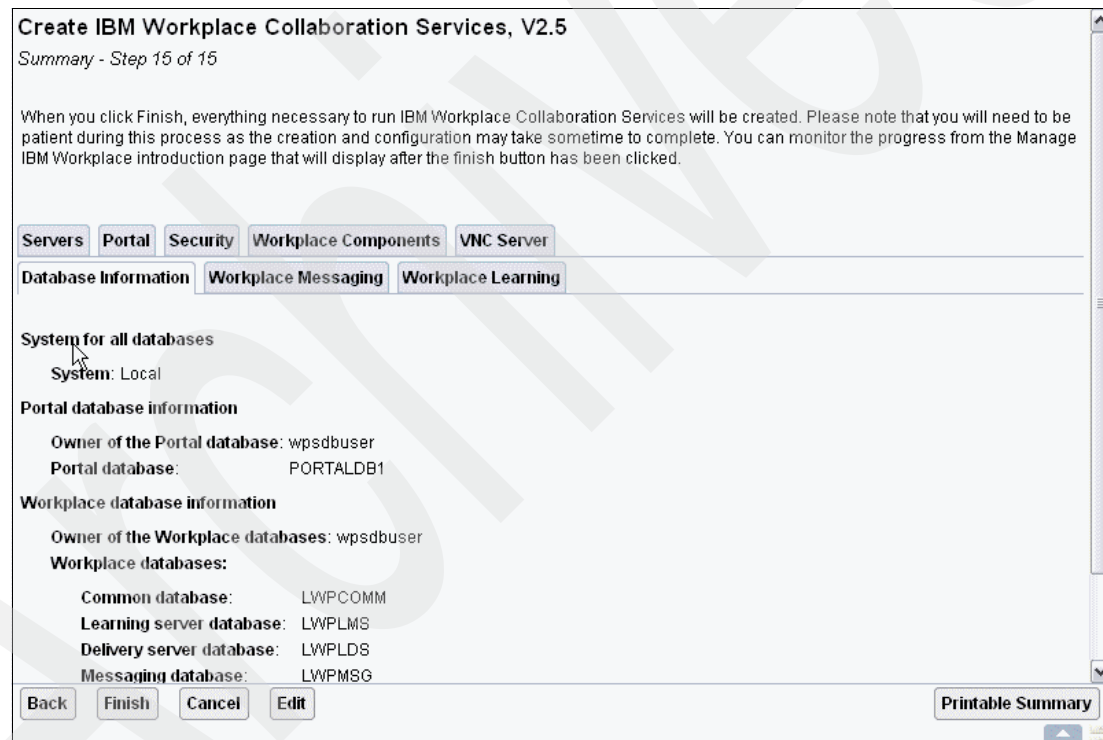 Create IBM Workplace Collaboration Services, V2.5
Summary - Step 15 of 15
When you click Finish, everything necessary to run IBM Workplace Collaboration Services will be created. Please note that you will need to be
patient during this process as the creation and configuration may take sometime to complete. You can monitor the progress from the Manage
IBM Workplace introduction page that will display after the finish button has been clicked.
Servers Portal Security Workplace Components VNC Server
Database Information Workplace Messaging Workplace Learning
System for all databases
System: Local
Portal database information
Owner of the Portal database: wpsdbuser
Portal database: PORTALDB1
Workplace database information
Owner of the Workplace databases: wpsdbuser
Workplace databases:
Common database: LWPCOMM
Learning server database: LWPLMS
Delivery server database: LWPLDS
Messaging database: LWPMSG
Back Finish Cancel Edit Printable Summary